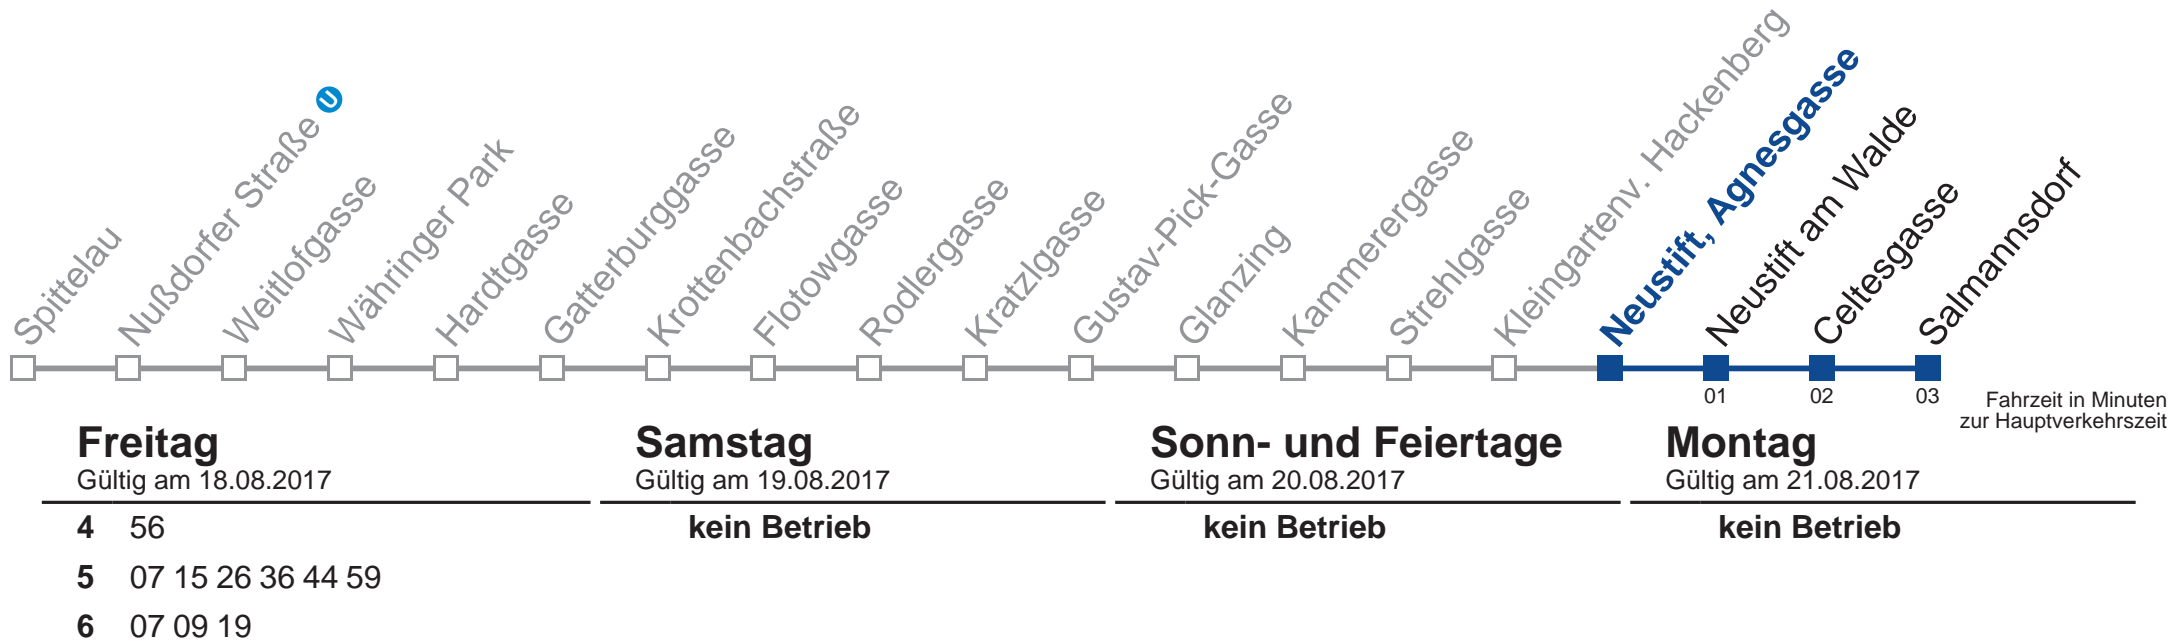 Spittelau
Nußdorfer Straße U
Weitlofgasse
Währinger Park
Hardtgasse
Gatterburggasse
Krottenbachstraße
Flotowgasse
Rodlergasse
Kratzlgasse
Gustav-Pick-Gasse
Glanzing
Kammerergasse
Strehlgasse
Kleingartenv. Hackenberg
Neustift, Agnesgasse
Neustift am Walde
Celtesgasse
Salmannsdorf
01 02 03
Fahrzeit in Minuten
zur Hauptverkehrszeit
Freitag
Gültig am 18.08.2017
4 56
5 07 15 26 36 44 59
6 07 09 19
Samstag
Gültig am 19.08.2017
kein Betrieb
Sonn- und Feiertage
Gültig am 20.08.2017
kein Betrieb
Montag
Gültig am 21.08.2017
kein Betrieb